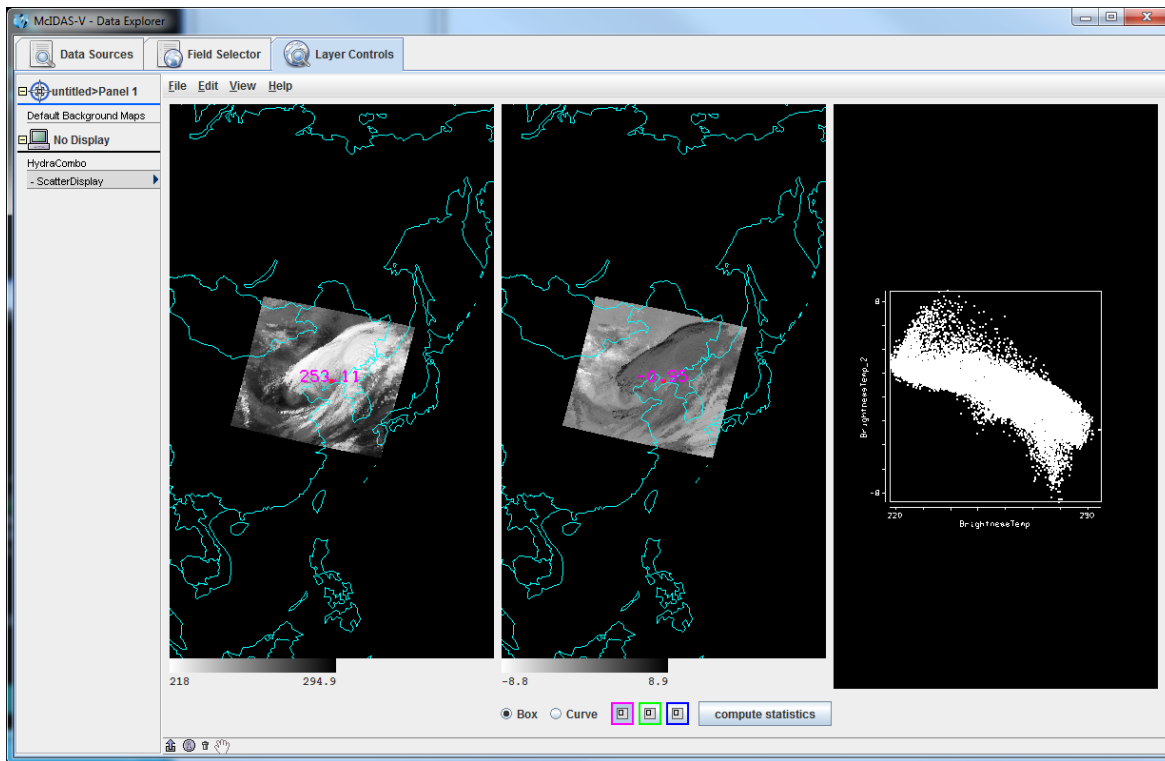 McIDAS-V - Data Explorer
Data Sources
Field Selector
Layer Controls
untitled>Panel 1
Default Background Maps
No Display
HydraCombo
- ScatterDisplay
File Edit View Help
253.11
-0.95
218 294.9
-8.8 8.9
8
BrightnessTemp_2
-8
220 290
BrightnessTemp
Box Curve compute statistics